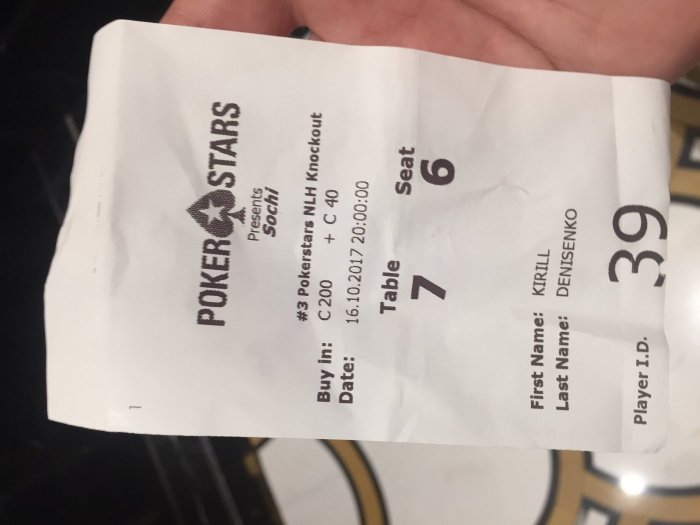 1
POKER STARS
Presents
Sochi
#3 Pokerstars NLH Knockout
Buy in: C 200 + C 40
Date: 16.10.2017 20:00:00
Table Seat
7 6
First Name: KIRILL
Last Name: DENISENKO
Player I.D. 39